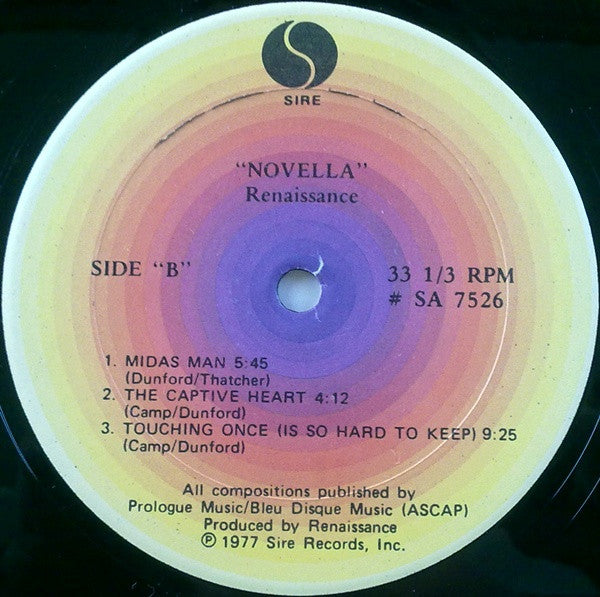 SIRE
"NOVELLA"
Renaissance
SIDE "B"
33 1/3 RPM
# SA 7526
1. MIDAS MAN 5:45
(Dunford/Thatcher)
2. THE CAPTIVE HEART 4:12
(Camp/Dunford)
3. TOUCHING ONCE (IS SO HARD TO KEEP) 9:25
(Camp/Dunford)
All compositions published by
Prologue Music/Bleu Disque Music (ASCAP)
Produced by Renaissance
℗ 1977 Sire Records, Inc.